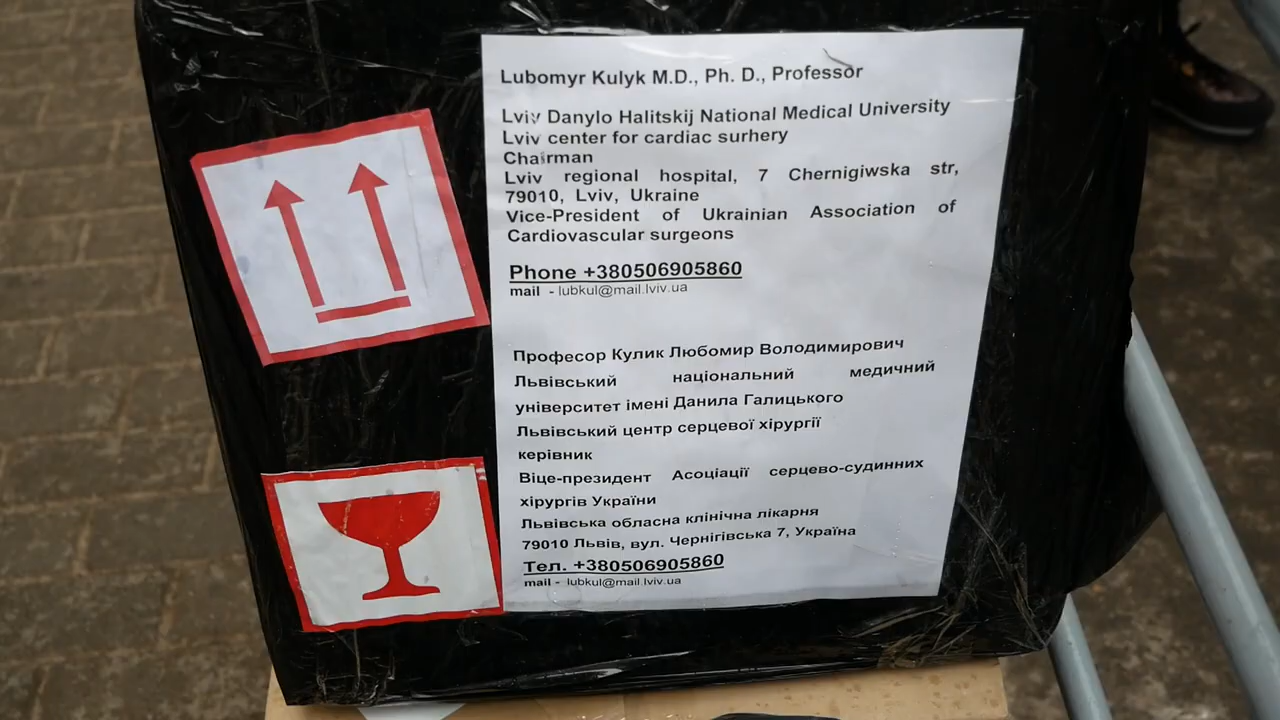 Lubomyr Kulyk M.D., Ph. D., Professor
Lviv Danylo Halitskij National Medical University
Lviv center for cardiac surhery
Chairman
Lviv regional hospital, 7 Chernigiwska str,
79010, Lviv, Ukraine
Vice-President of Ukrainian Association of
Cardiovascular surgeons
Phone +380506905860
mail - lubkul@mail.lviv.ua
Професор Кулик Любомир Володимирович
Львівський національний медичний
університет імені Данила Галицького
Львівський центр серцевої хірургії
керівник
Віце-президент Асоціації серцево-судинних
хірургів України
Львівська обласна клінічна лікарня
79010 Львів, вул. Чернігівська 7, Україна
Тел. +380506905860
mail - lubkul@mail.lviv.ua